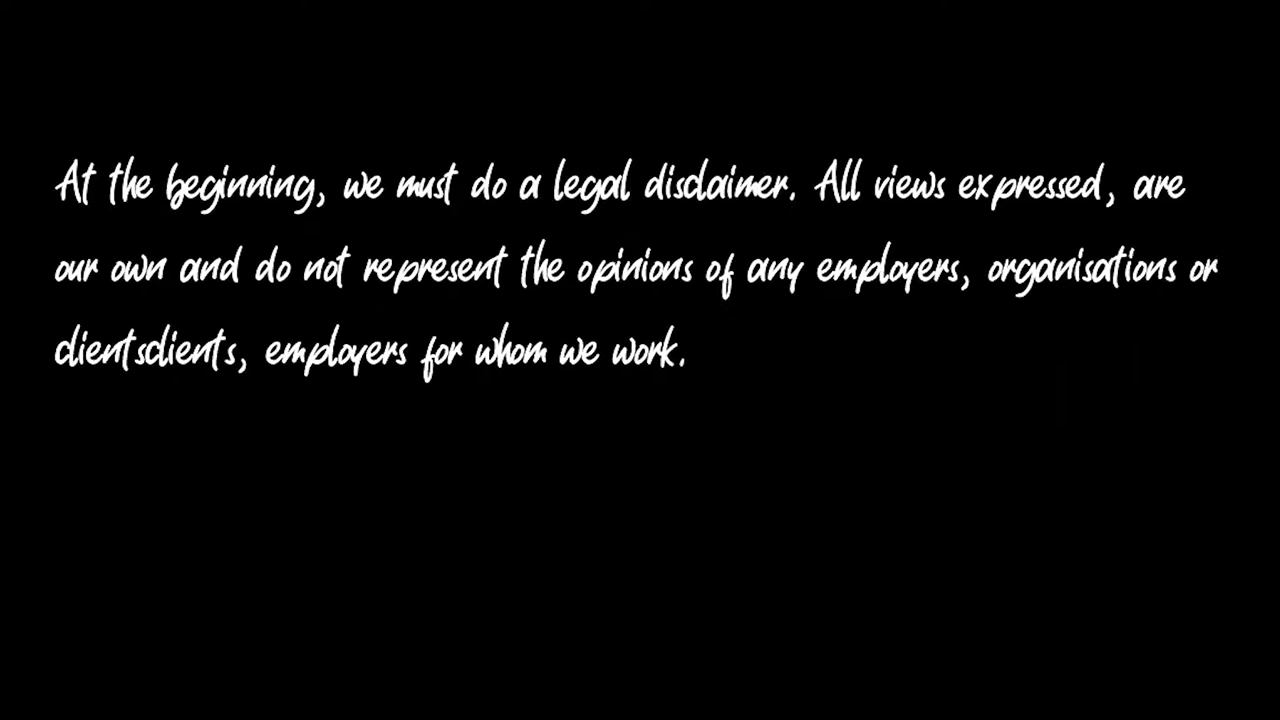 At the beginning, we must do a legal disclaimer. All views expressed, are
our own and do not represent the opinions of any employers, organisations or
clientsclients, employers for whom we work.